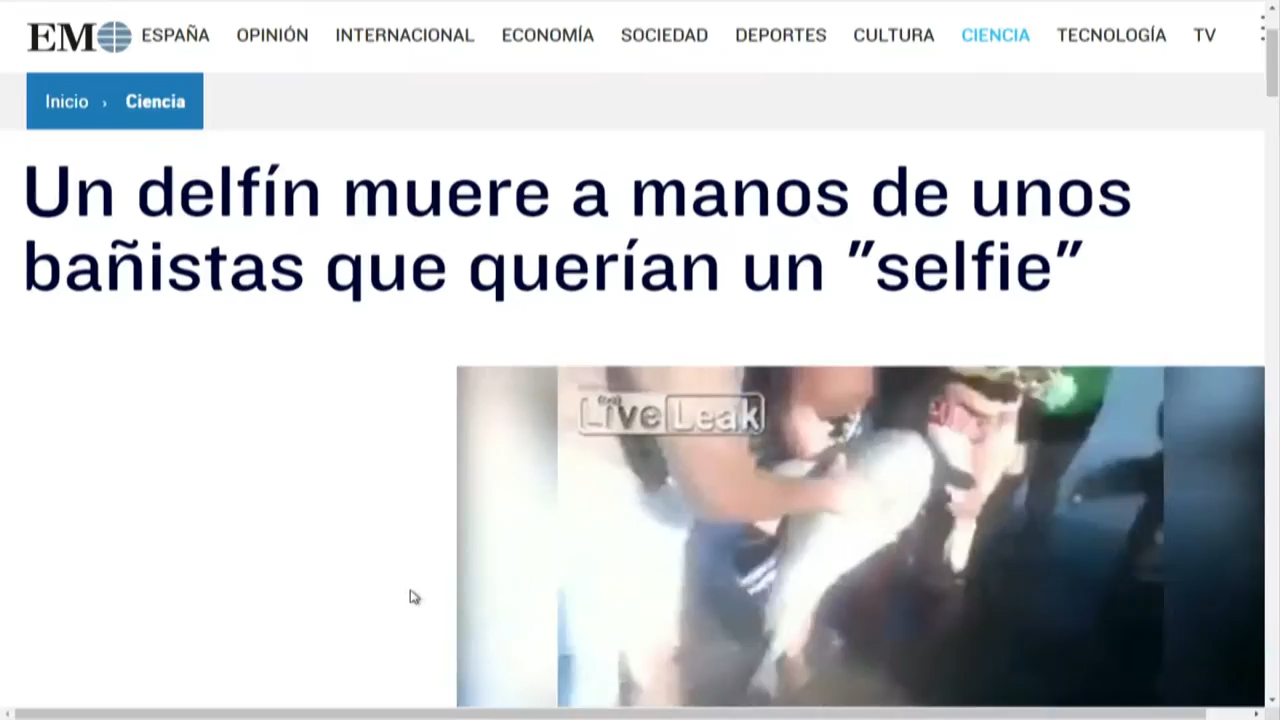 EM ESPAÑA OPINIÓN INTERNACIONAL ECONOMÍA SOCIEDAD DEPORTES CULTURA CIENCIA TECNOLOGÍA TV
Inicio › Ciencia
Un delfín muere a manos de unos
bañistas que querían un "selfie"
LiveLeak